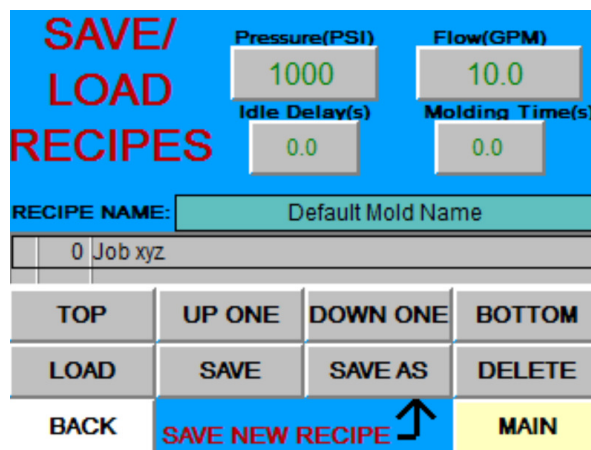 SAVE/
LOAD
RECIPES
Pressure(PSI) Flow(GPM)
1000 10.0
Idle Delay(s) Molding Time(s)
0.0 0.0
RECIPE NAME: Default Mold Name
0 Job xyz
TOP UP ONE DOWN ONE BOTTOM
LOAD SAVE SAVE AS DELETE
BACK SAVE NEW RECIPE MAIN